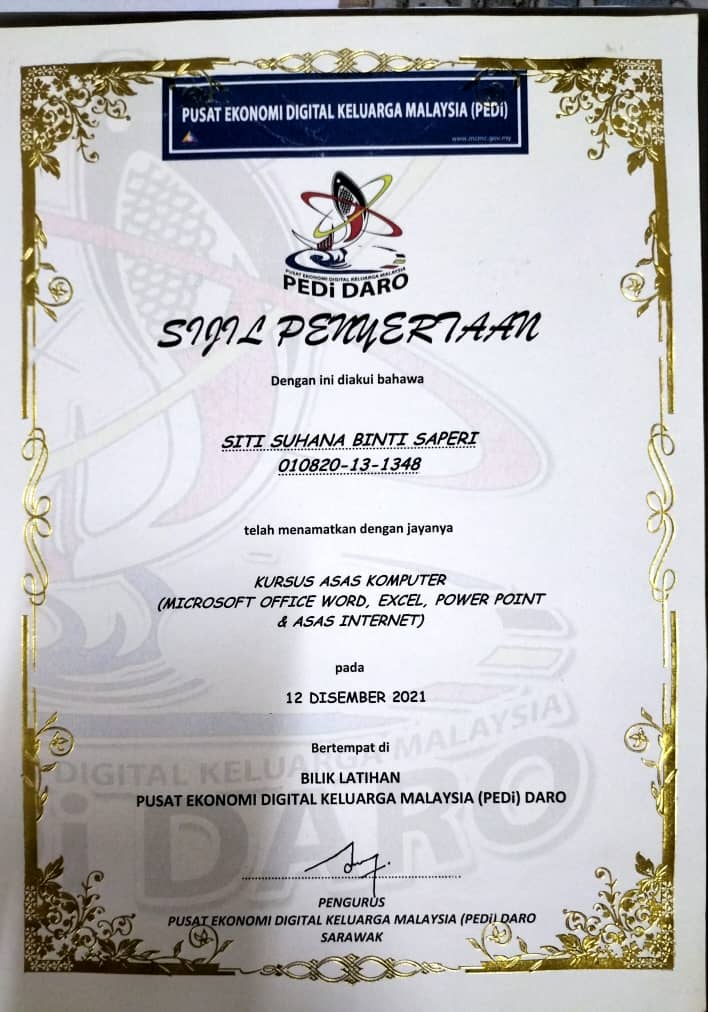 PUSAT EKONOMI DIGITAL KELUARGA MALAYSIA (PEDi)
www.mcmc.gov.my
PUSAT EKONOMI DIGITAL KELUARGA MALAYSIA
PEDi DARO
SIJIL PENYERTAAN
Dengan ini diakui bahawa
SITI SUHANA BINTI SAPERI
010820-13-1348
telah menamatkan dengan jayanya
KURSUS ASAS KOMPUTER
(MICROSOFT OFFICE WORD, EXCEL, POWER POINT
& ASAS INTERNET)
pada
12 DISEMBER 2021
Bertempat di
BILIK LATIHAN
PUSAT EKONOMI DIGITAL KELUARGA MALAYSIA (PEDi) DARO
DIGITAL KELUARGA MALAYSIA
i DARO
PENGURUS
PUSAT EKONOMI DIGITAL KELUARGA MALAYSIA (PEDi) DARO
SARAWAK